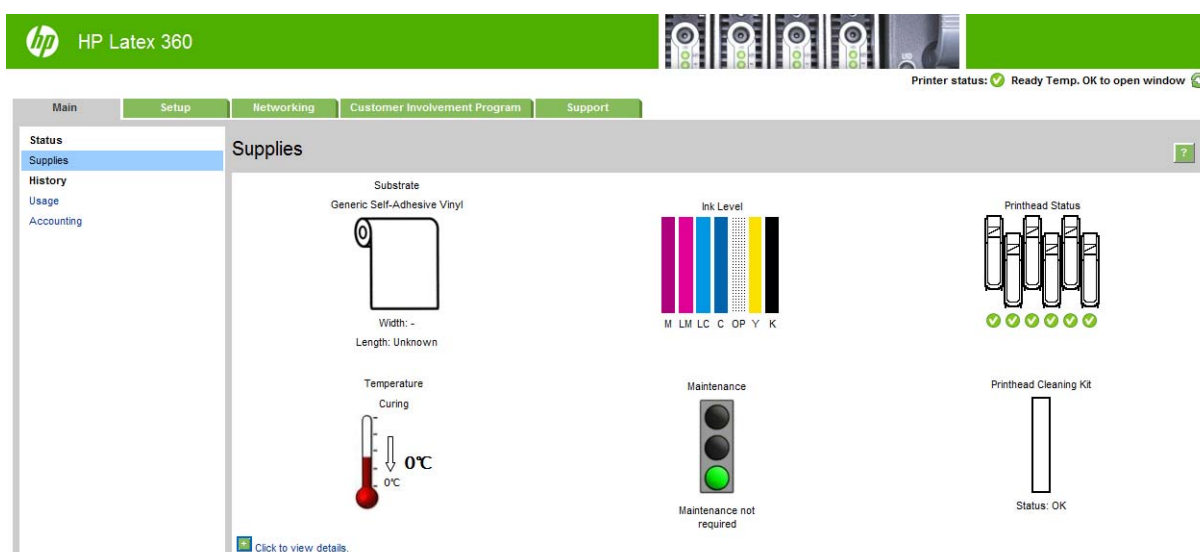 hp HP Latex 360
Printer status: Ready Temp. OK to open window
Main Setup Networking Customer Involvement Program Support
Status
Supplies
History
Usage
Accounting
Supplies
?
Substrate
Generic Self-Adhesive Vinyl
Width: -
Length: Unknown
Ink Level
M LM LC C OP Y K
Printhead Status
Temperature
Curing
0℃
0℃
Maintenance
Maintenance not
required
Printhead Cleaning Kit
Status: OK
+ Click to view details.